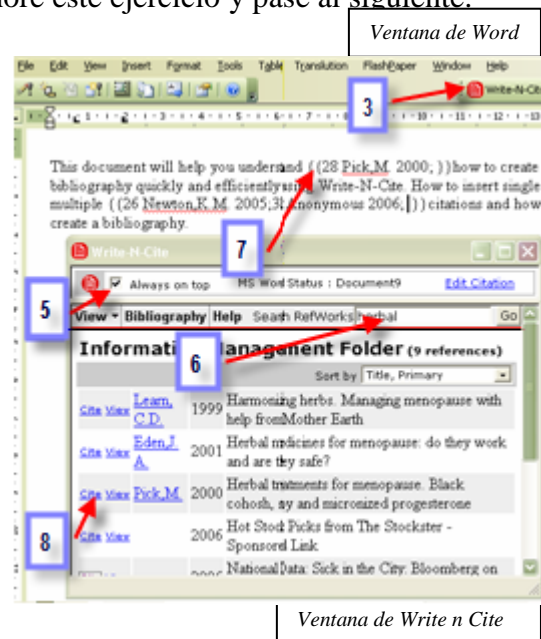 nore este ejercicio y pase al siguiente.
Ventana de Word
File Edit View Insert Format Tools Table Translution FlashPaper Window Help
Write-N-Cite
3
This document will help you understand ((28 Pick,M. 2000; ))how to create
bibliography quickly and efficiently using Write-N-Cite. How to insert single
multiple ((26 Newton,K.M. 2005;31 Anonymous 2006;)) citations and how
create a bibliography.
7
Write-N-Cite
5
Always on top MS Word Status : Document9 Edit Citation
View Bibliography Help Search RefWorks herbal Go
6
Informati Managanent Folder (9 references)
Sort by Title, Primary
Cite View Learn, C.D. 1999 Harmonizing herbs. Managing menopause with
help from Mother Earth
Cite View Eden,J. A. 2001 Herbal medicines for menopause: do they work
and are they safe?
Cite View Pick,M. 2000 Herbal treatments for menopause. Black
cohosh, soy and micronized progesterone
8
Cite View 2006 Hot Stock Picks from The Stockster -
Sponsored Link
National Data: Sick in the City. Bloomberg on
Ventana de Write n Cite